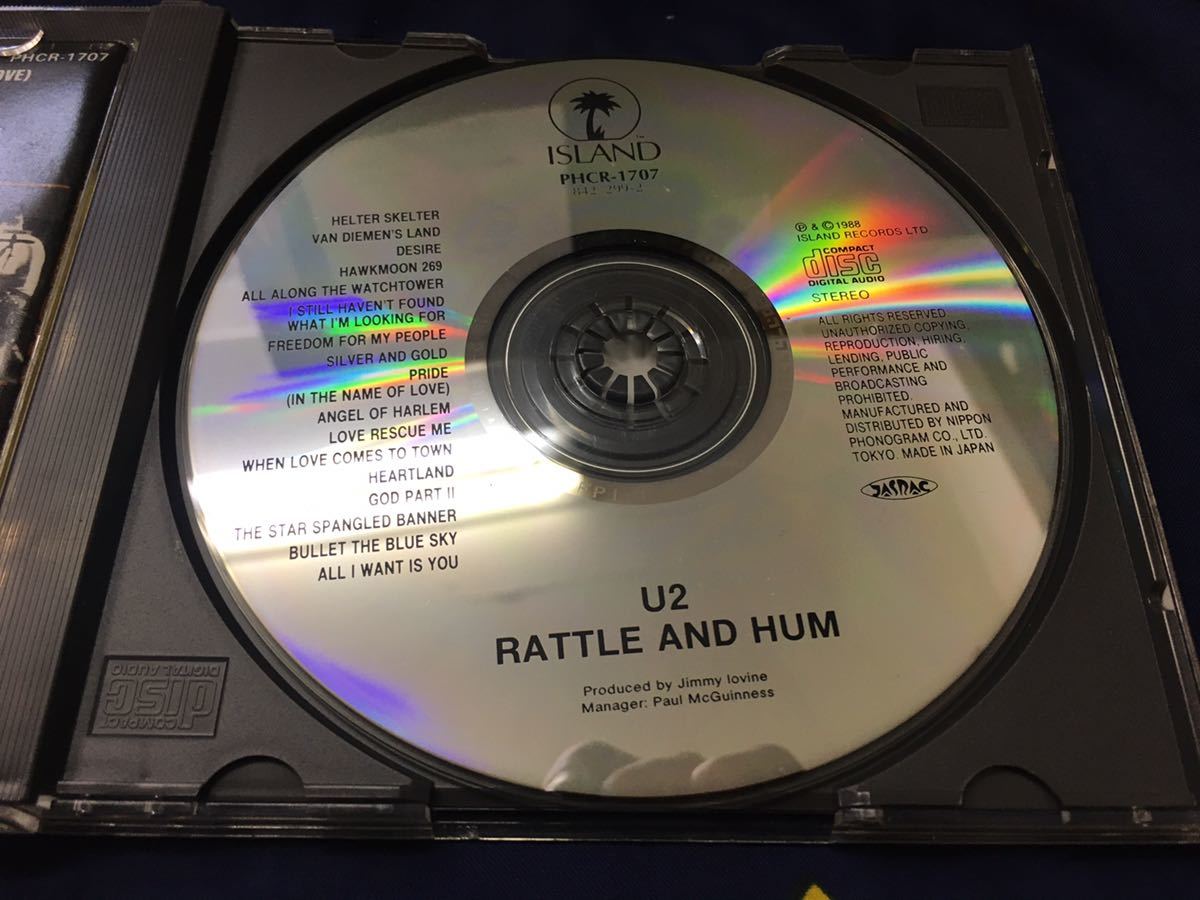 PHCR-1707
OVE)
ISLAND
PHCR-1707
842 299-2
HELTER SKELTER
VAN DIEMEN'S LAND
DESIRE
HAWKMOON 269
ALL ALONG THE WATCHTOWER
I STILL HAVEN'T FOUND
WHAT I'M LOOKING FOR
FREEDOM FOR MY PEOPLE
SILVER AND GOLD
PRIDE
(IN THE NAME OF LOVE)
ANGEL OF HARLEM
LOVE RESCUE ME
WHEN LOVE COMES TO TOWN
HEARTLAND
GOD PART II
THE STAR SPANGLED BANNER
BULLET THE BLUE SKY
ALL I WANT IS YOU
℗ & © 1988
ISLAND RECORDS LTD
COMPACT
disc
DIGITAL AUDIO
STEREO
ALL RIGHTS RESERVED
UNAUTHORIZED COPYING,
REPRODUCTION, HIRING,
LENDING, PUBLIC
PERFORMANCE AND
BROADCASTING
PROHIBITED.
MANUFACTURED AND
DISTRIBUTED BY NIPPON
PHONOGRAM CO., LTD.
TOKYO. MADE IN JAPAN
JASRAC
U2
RATTLE AND HUM
Produced by Jimmy Iovine
Manager: Paul McGuinness
COMPACT
disc
DIGITAL AUDIO